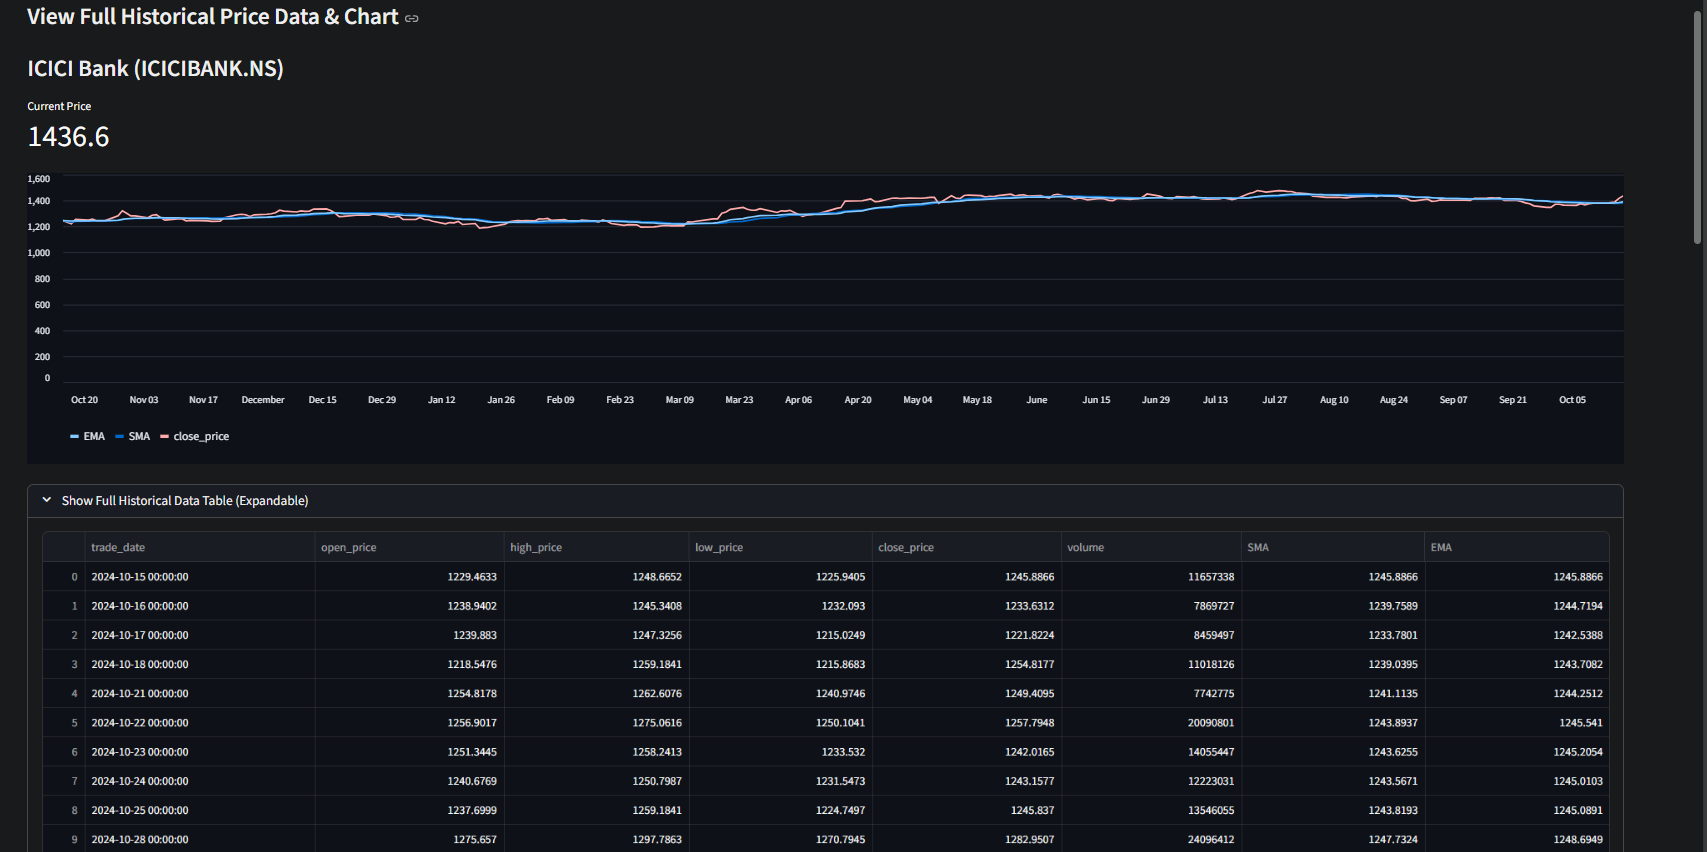 View Full Historical Price Data & Chart
ICICI Bank (ICICIBANK.NS)
Current Price
1436.6
1,600
1,400
1,200
1,000
800
600
400
200
0
Oct 20 Nov 03 Nov 17 December Dec 15 Dec 29 Jan 12 Jan 26 Feb 09 Feb 23 Mar 09 Mar 23 Apr 06 Apr 20 May 04 May 18 June Jun 15 Jun 29 Jul 13 Jul 27 Aug 10 Aug 24 Sep 07 Sep 21 Oct 05
EMA SMA close_price
Show Full Historical Data Table (Expandable)
trade_date open_price high_price low_price close_price volume SMA EMA
0 2024-10-15 00:00:00 1229.4633 1248.6652 1225.9405 1245.8866 11657338 1245.8866 1245.8866
1 2024-10-16 00:00:00 1238.9402 1245.3408 1232.093 1233.6312 7869727 1239.7589 1244.7194
2 2024-10-17 00:00:00 1239.883 1247.3256 1215.0249 1221.8224 8459497 1233.7801 1242.5388
3 2024-10-18 00:00:00 1218.5476 1259.1841 1215.8683 1254.8177 11018126 1239.0395 1243.7082
4 2024-10-21 00:00:00 1254.8178 1262.6076 1240.9746 1249.4095 7742775 1241.1135 1244.2512
5 2024-10-22 00:00:00 1256.9017 1275.0616 1250.1041 1257.7948 20090801 1243.8937 1245.541
6 2024-10-23 00:00:00 1251.3445 1258.2413 1233.532 1242.0165 14055447 1243.6255 1245.2054
7 2024-10-24 00:00:00 1240.6769 1250.7987 1231.5473 1243.1577 12223031 1243.5671 1245.0103
8 2024-10-25 00:00:00 1237.6999 1259.1841 1224.7497 1245.837 13546055 1243.8193 1245.0891
9 2024-10-28 00:00:00 1275.657 1297.7863 1270.7945 1282.9507 24096412 1247.7324 1248.6949